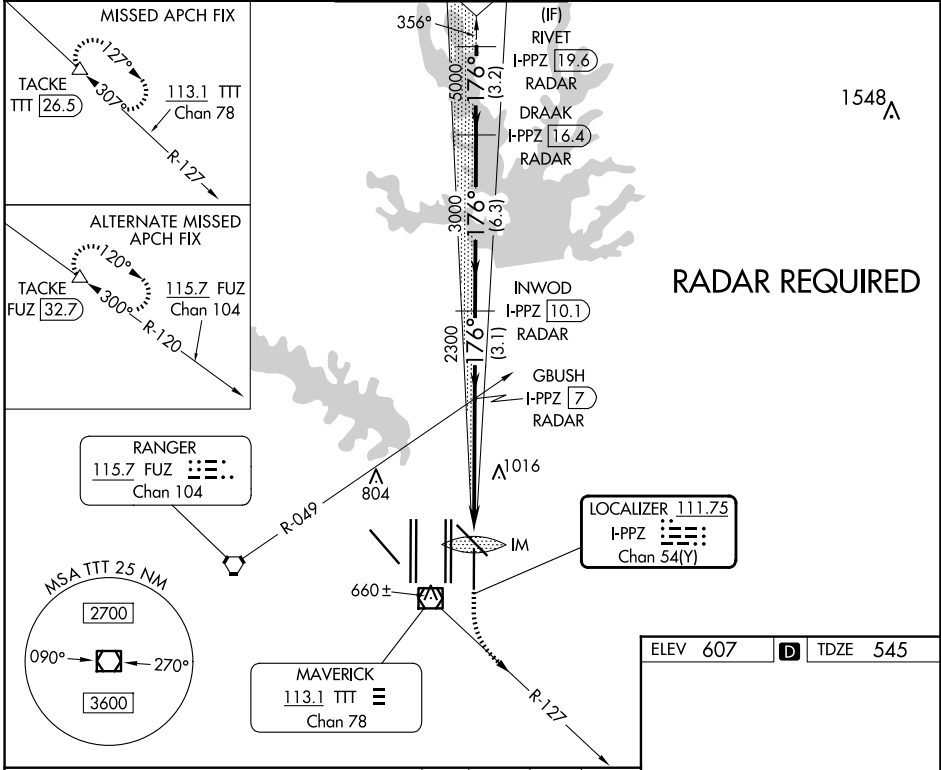 MISSED APCH FIX
127°
TACKE
TTT 26.5
307°
113.1 TTT
Chan 78
R-127
ALTERNATE MISSED
APCH FIX
120°
TACKE
FUZ 32.7
300°
115.7 FUZ
Chan 104
R-120
356°
(IF)
RIVET
I-PPZ 19.6
RADAR
5000
176°
(3.2)
DRAAK
I-PPZ 16.4
RADAR
3000
176°
(6.3)
INWOD
I-PPZ 10.1
RADAR
2300
176°
(3.1)
GBUSH
I-PPZ 7
RADAR
1548
RADAR REQUIRED
RANGER
115.7 FUZ
Chan 104
R-049
804
1016
LOCALIZER 111.75
I-PPZ
Chan 54(Y)
IM
660 ±
MSA TTT 25 NM
2700
090°
270°
3600
MAVERICK
113.1 TTT
Chan 78
R-127
ELEV 607 D TDZE 545